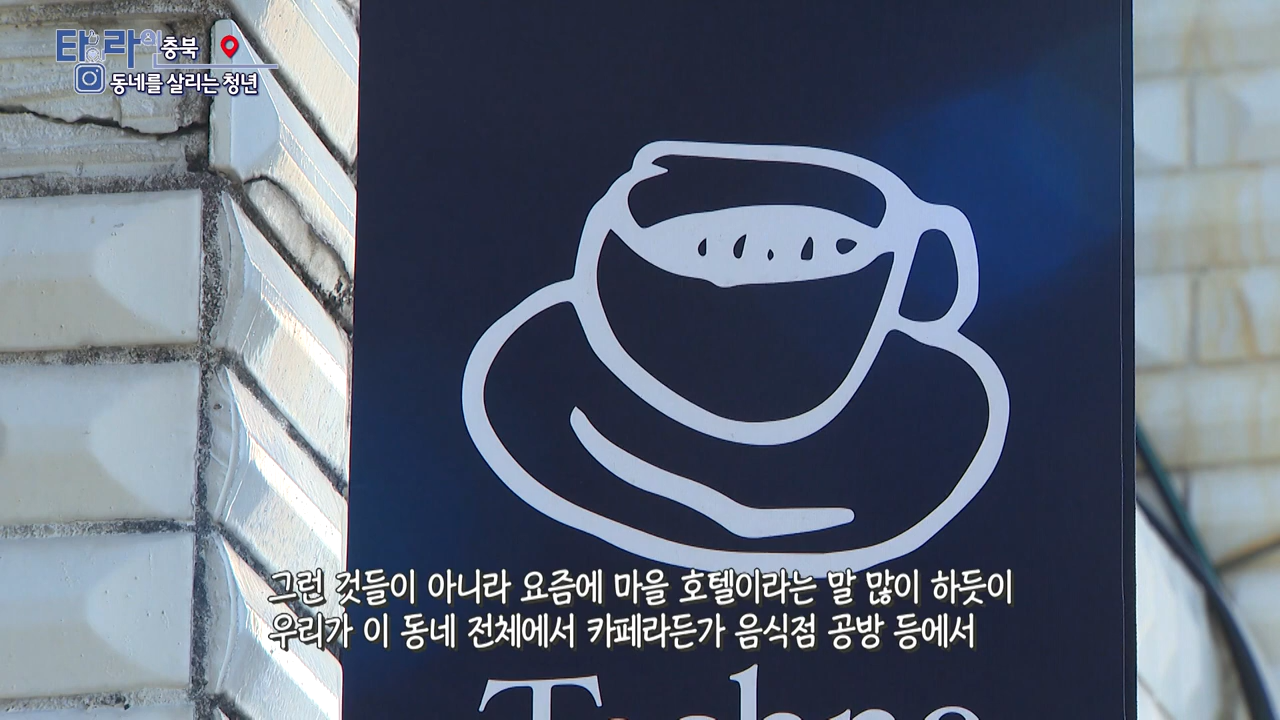 충북
동네를 살리는 청년
그런 것들이 아니라 요즘에 마을 호텔이라는 말 많이 하듯이
우리가 이 동네 전체에서 카페라든가 음식점 공방 등에서